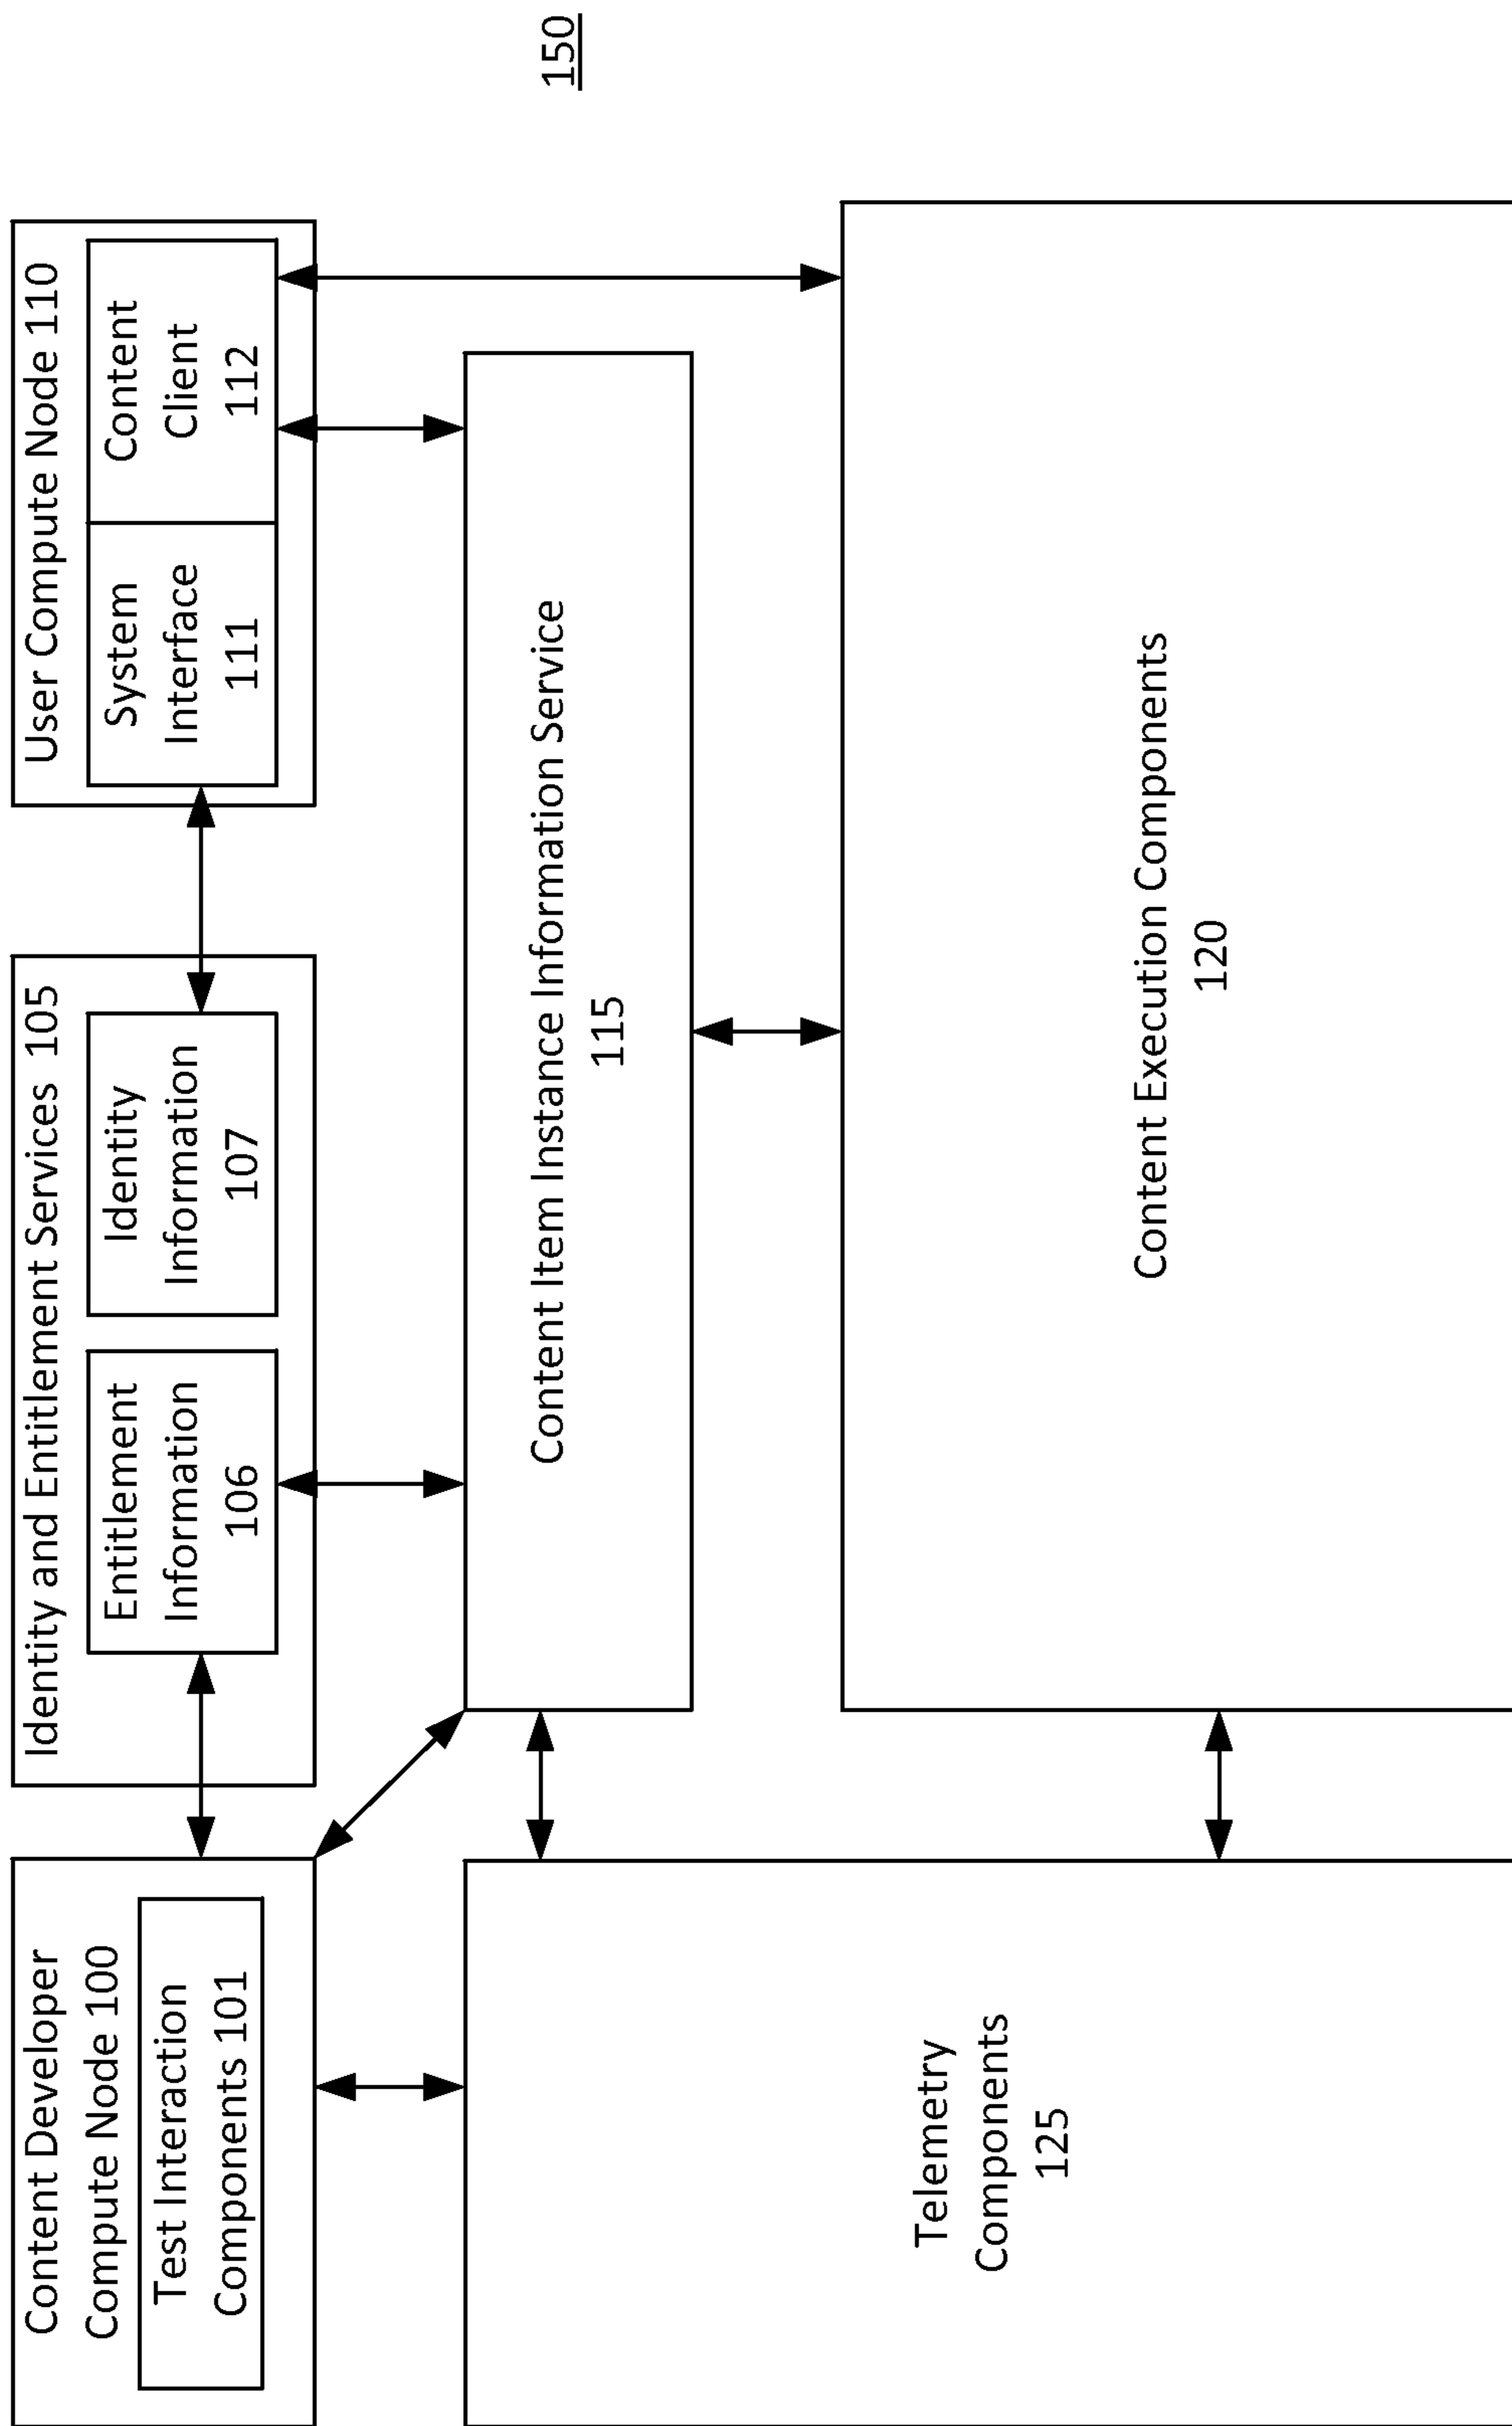 Content Developer
Compute Node 100
Test Interaction
Components 101
Identity and Entitlement Services 105
Entitlement
Information
106
Identity
Information
107
User Compute Node 110
System
Interface
111
Content
Client
112
150
Content Item Instance Information Service
115
Telemetry
Components
125
Content Execution Components
120